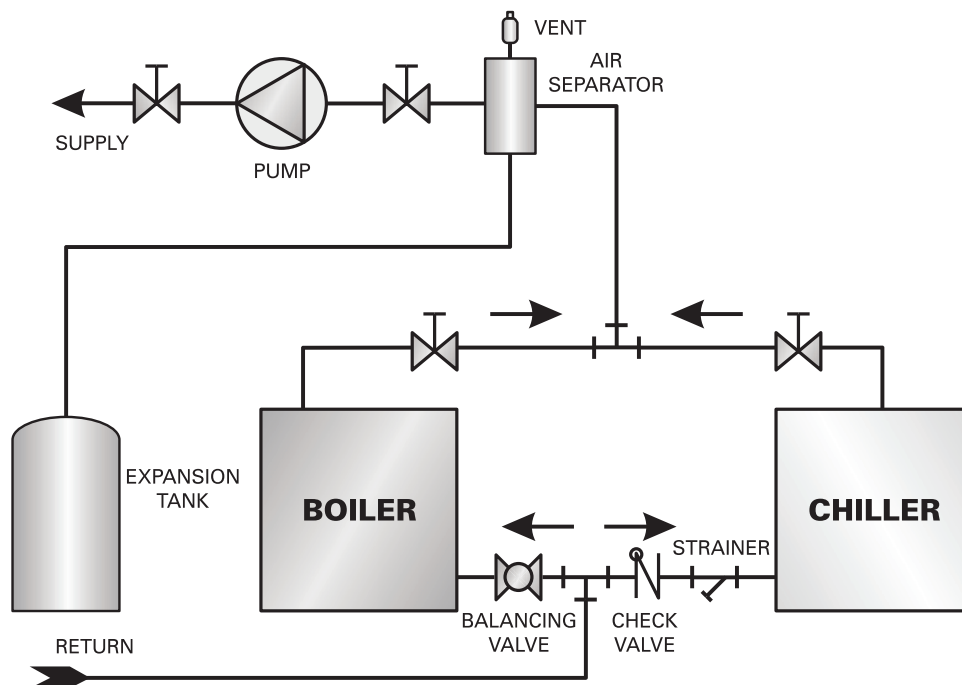 VENT
AIR
SEPARATOR
SUPPLY
PUMP
EXPANSION
TANK
BOILER
CHILLER
STRAINER
BALANCING
VALVE
CHECK
VALVE
RETURN